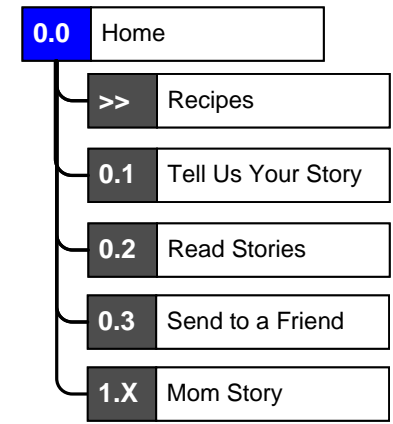 0.0 Home
>> Recipes
0.1 Tell Us Your Story
0.2 Read Stories
0.3 Send to a Friend
1.X Mom Story